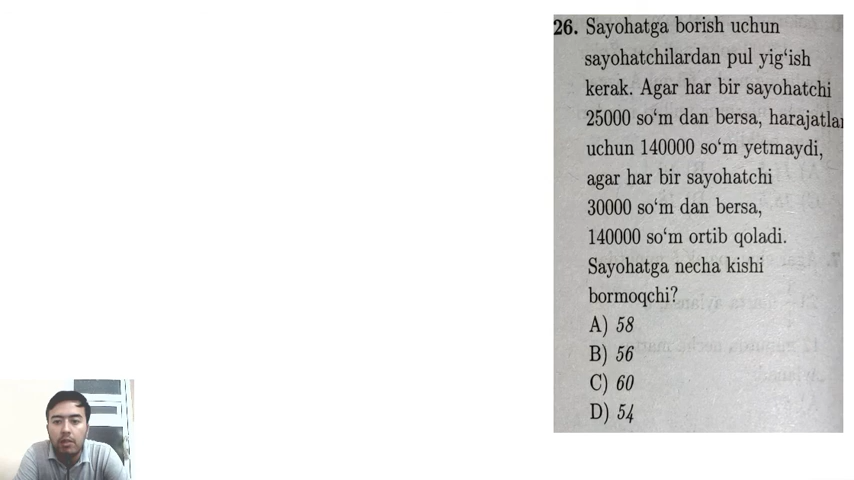 26. Sayohatga borish uchun
sayohatchilardan pul yig‘ish
kerak. Agar har bir sayohatchi
25000 so‘m dan bersa, harajatlar
uchun 140000 so‘m yetmaydi,
agar har bir sayohatchi
30000 so‘m dan bersa,
140000 so‘m ortib qoladi.
Sayohatga necha kishi
bormoqchi?
A) 58
B) 56
C) 60
D) 54